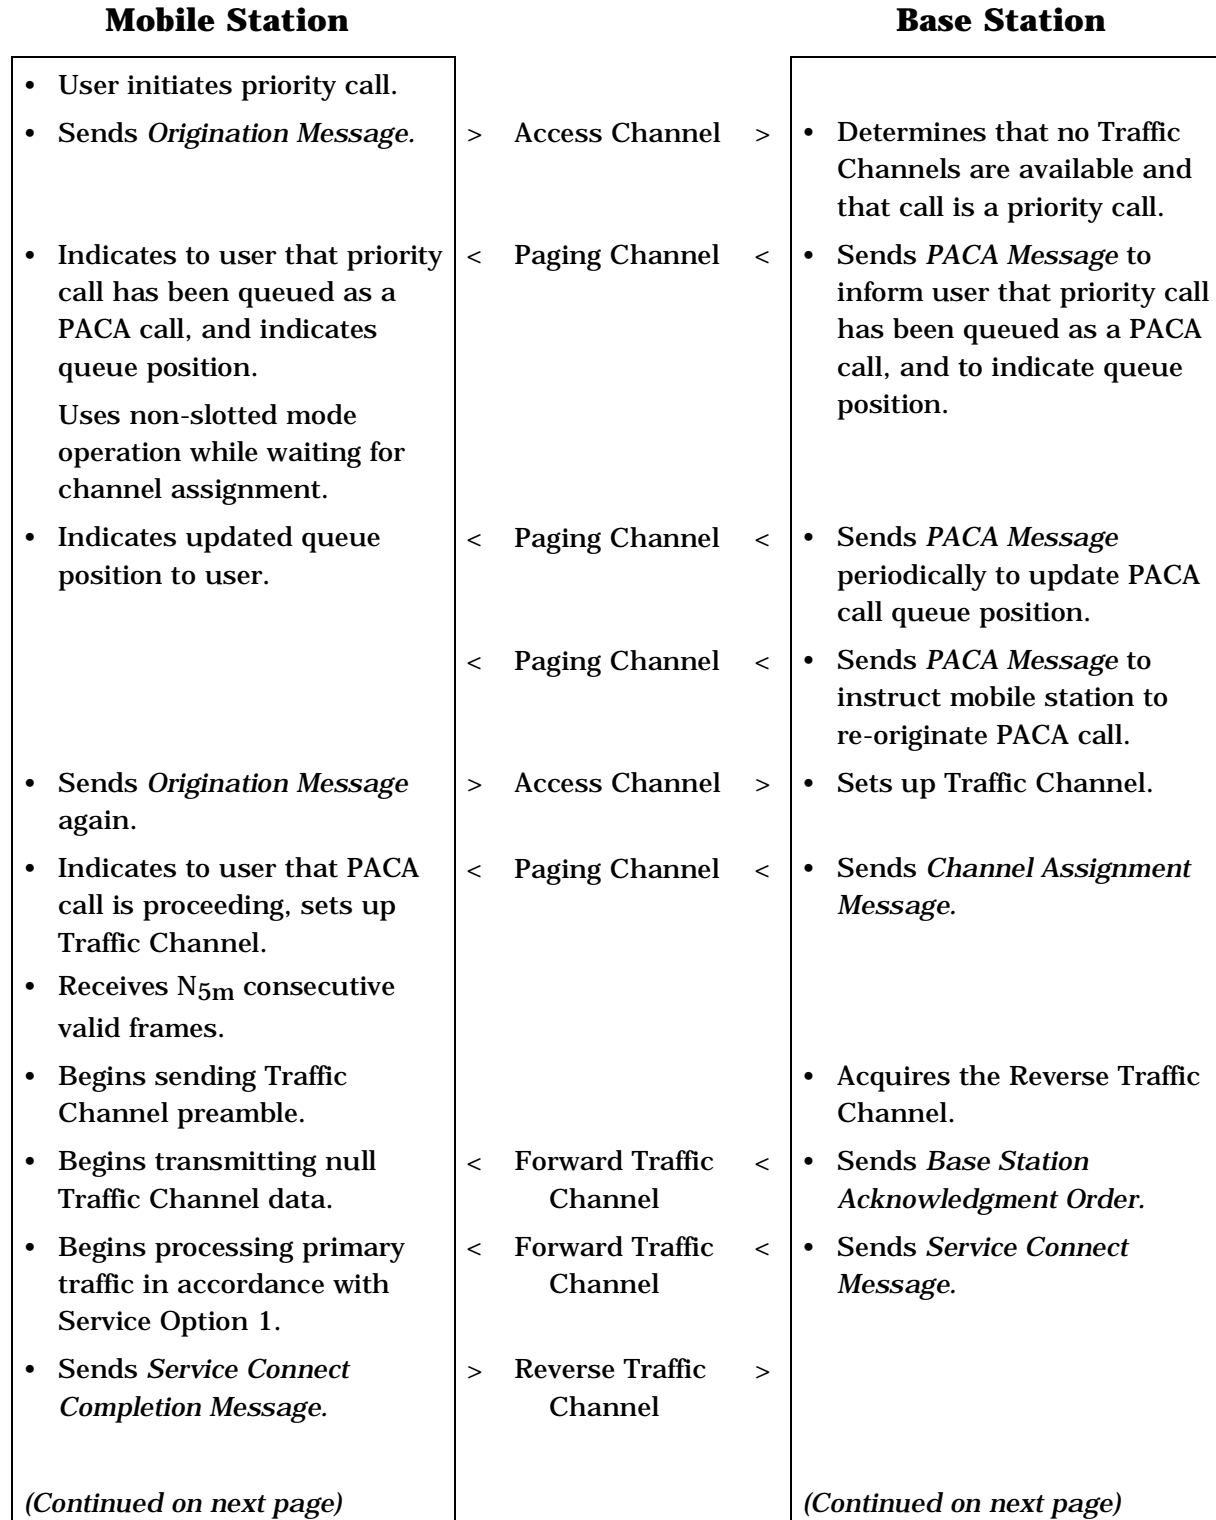 Mobile Station Base Station
• User initiates priority call.
• Sends Origination Message. > Access Channel > • Determines that no Traffic
Channels are available and
that call is a priority call.
• Indicates to user that priority < Paging Channel < • Sends PACA Message to
call has been queued as a inform user that priority call
PACA call, and indicates has been queued as a PACA
queue position. call, and to indicate queue
Uses non-slotted mode position.
operation while waiting for
channel assignment.
• Indicates updated queue < Paging Channel < • Sends PACA Message
position to user. periodically to update PACA
call queue position.
< Paging Channel < • Sends PACA Message to
instruct mobile station to
re-originate PACA call.
• Sends Origination Message > Access Channel > • Sets up Traffic Channel.
again.
• Indicates to user that PACA < Paging Channel < • Sends Channel Assignment
call is proceeding, sets up Message.
Traffic Channel.
• Receives N5m consecutive
valid frames.
• Begins sending Traffic • Acquires the Reverse Traffic
Channel preamble. Channel.
• Begins transmitting null < Forward Traffic < • Sends Base Station
Traffic Channel data. Channel Acknowledgment Order.
• Begins processing primary < Forward Traffic < • Sends Service Connect
traffic in accordance with Channel Message.
Service Option 1.
• Sends Service Connect > Reverse Traffic >
Completion Message. Channel
(Continued on next page) (Continued on next page)